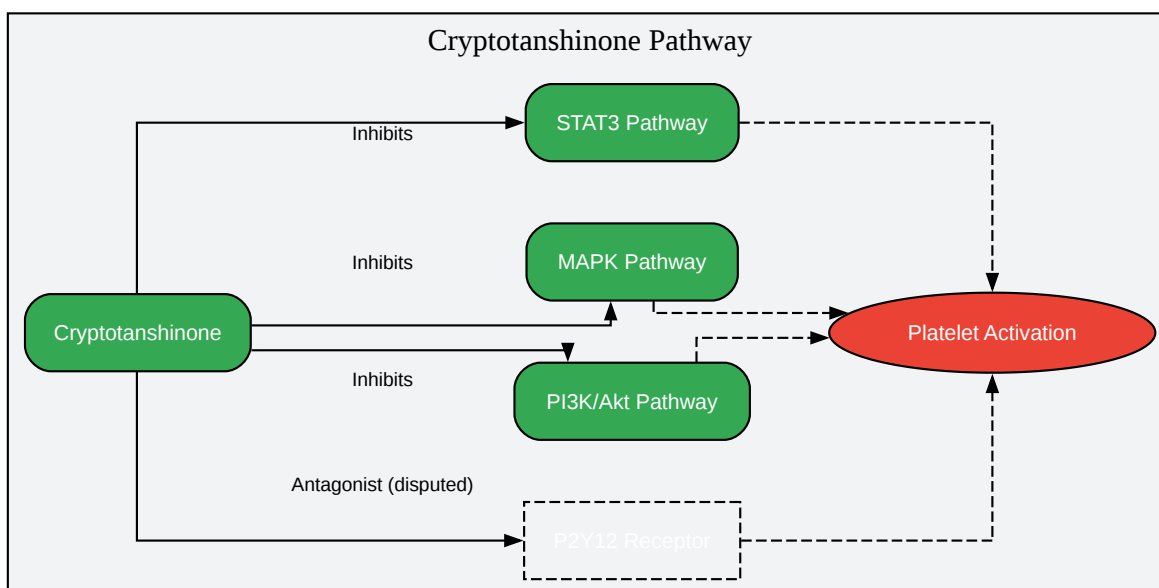 Cryptotanshinone Pathway
STAT3 Pathway
Inhibits
MAPK Pathway
Inhibits
Cryptotanshinone
Platelet Activation
Inhibits
PI3K/Akt Pathway
Antagonist (disputed)
P2Y12 Receptor